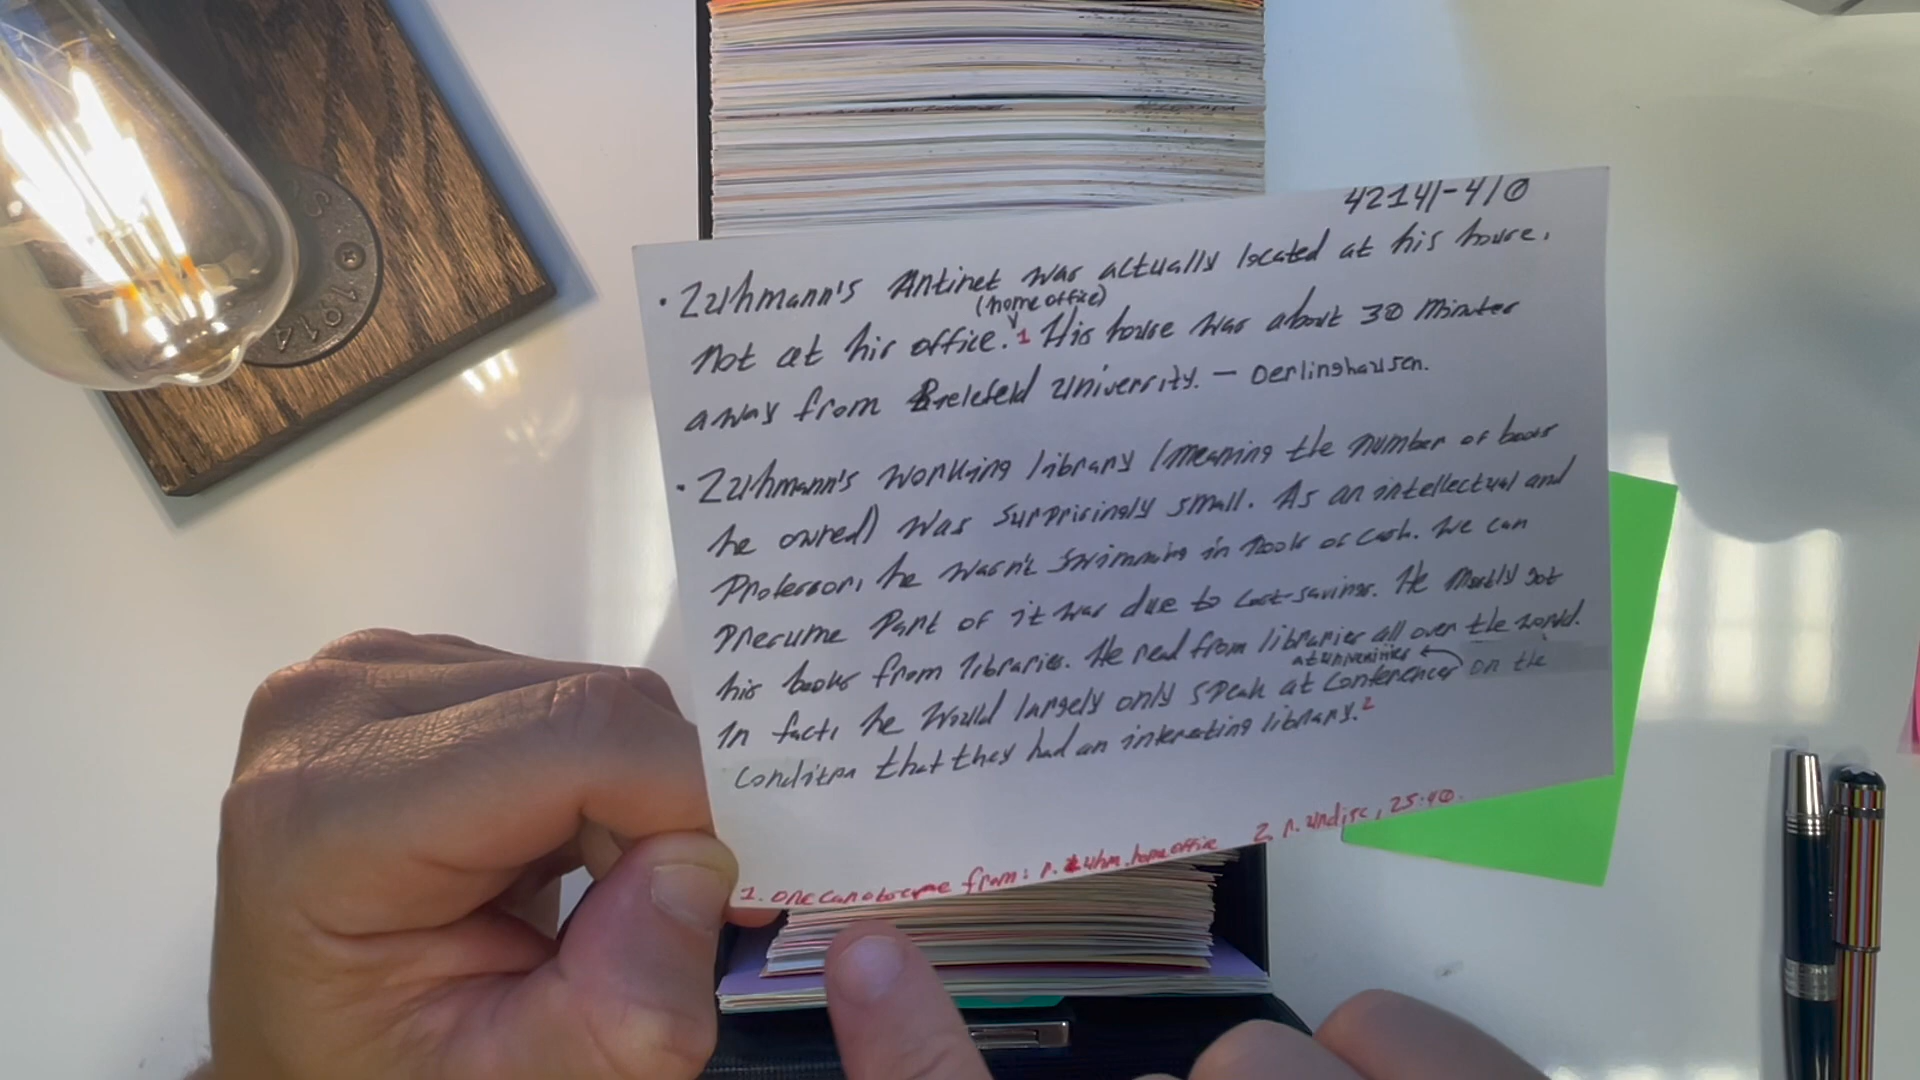 4214/-4/0
• Luhmann's Antinet was actually located at his house.
(home office)
Not at his office.1 His house was about 30 minutes
away from Bielefeld University. – Oerlinghausen.
• Luhmann's working library (meaning the number of books
he owned) was surprisingly small. As an intellectual and
Professor, he wasn't swimming in pools of cash. We can
presume part of it was due to cost-savings. He mostly got
his books from libraries. He read from libraries all over the world.
at universities
In fact, he would largely only speak at conferences on the
condition that they had an interesting library.2
1. One can observe from: r.Luhm.home office
2. r.undisc, 25:40.
S 1914